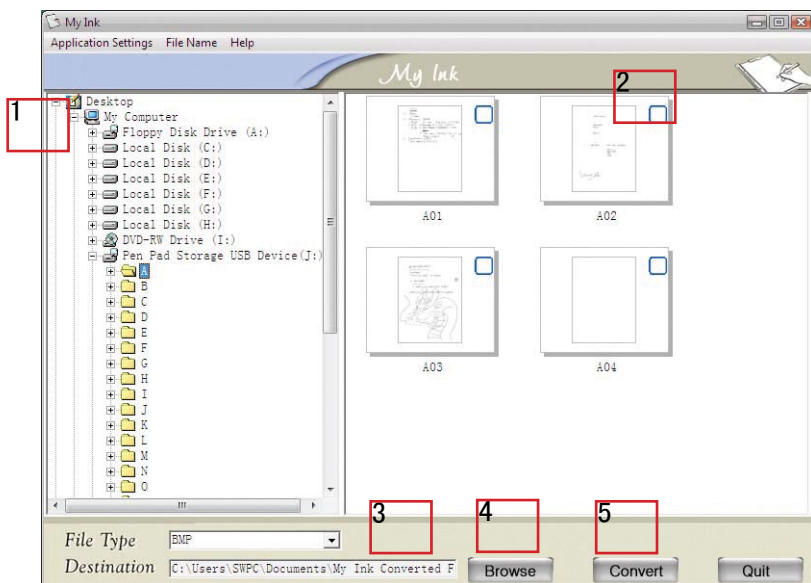 My Ink
Application Settings File Name Help
My Ink
1
2
Desktop
My Computer
Floppy Disk Drive (A:)
Local Disk (C:)
Local Disk (D:)
Local Disk (E:)
Local Disk (F:)
Local Disk (G:)
Local Disk (H:)
DVD-RW Drive (I:)
Pen Pad Storage USB Device(J:)
A
B
C
D
E
F
G
H
I
J
K
L
M
N
O
A01
A02
A03
A04
3
4
5
File Type BMP
Destination C:\Users\SWPC\Documents\My Ink Converted F
Browse
Convert
Quit